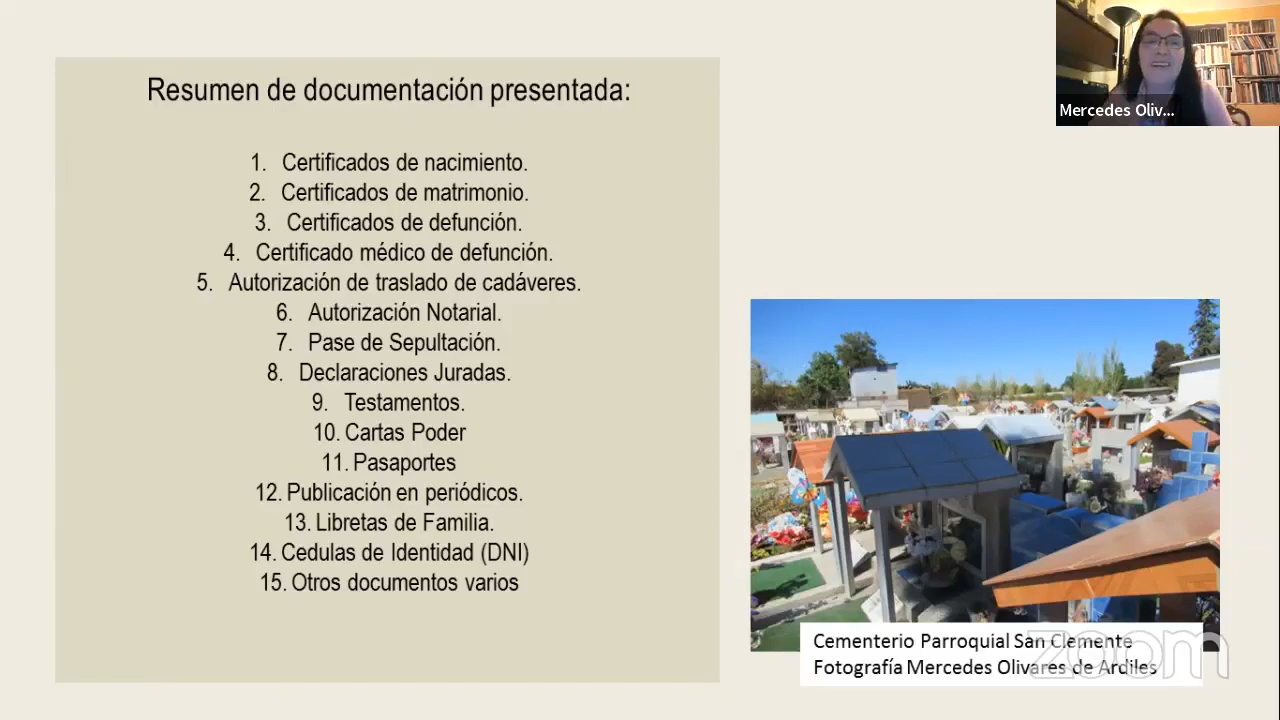 Resumen de documentación presentada:
1. Certificados de nacimiento.
2. Certificados de matrimonio.
3. Certificados de defunción.
4. Certificado médico de defunción.
5. Autorización de traslado de cadáveres.
6. Autorización Notarial.
7. Pase de Sepultación.
8. Declaraciones Juradas.
9. Testamentos.
10. Cartas Poder
11. Pasaportes
12. Publicación en periódicos.
13. Libretas de Familia.
14. Cedulas de Identidad (DNI)
15. Otros documentos varios
Mercedes Oliv...
Cementerio Parroquial San Clemente
Fotografía Mercedes Olivares de Ardiles
zoom